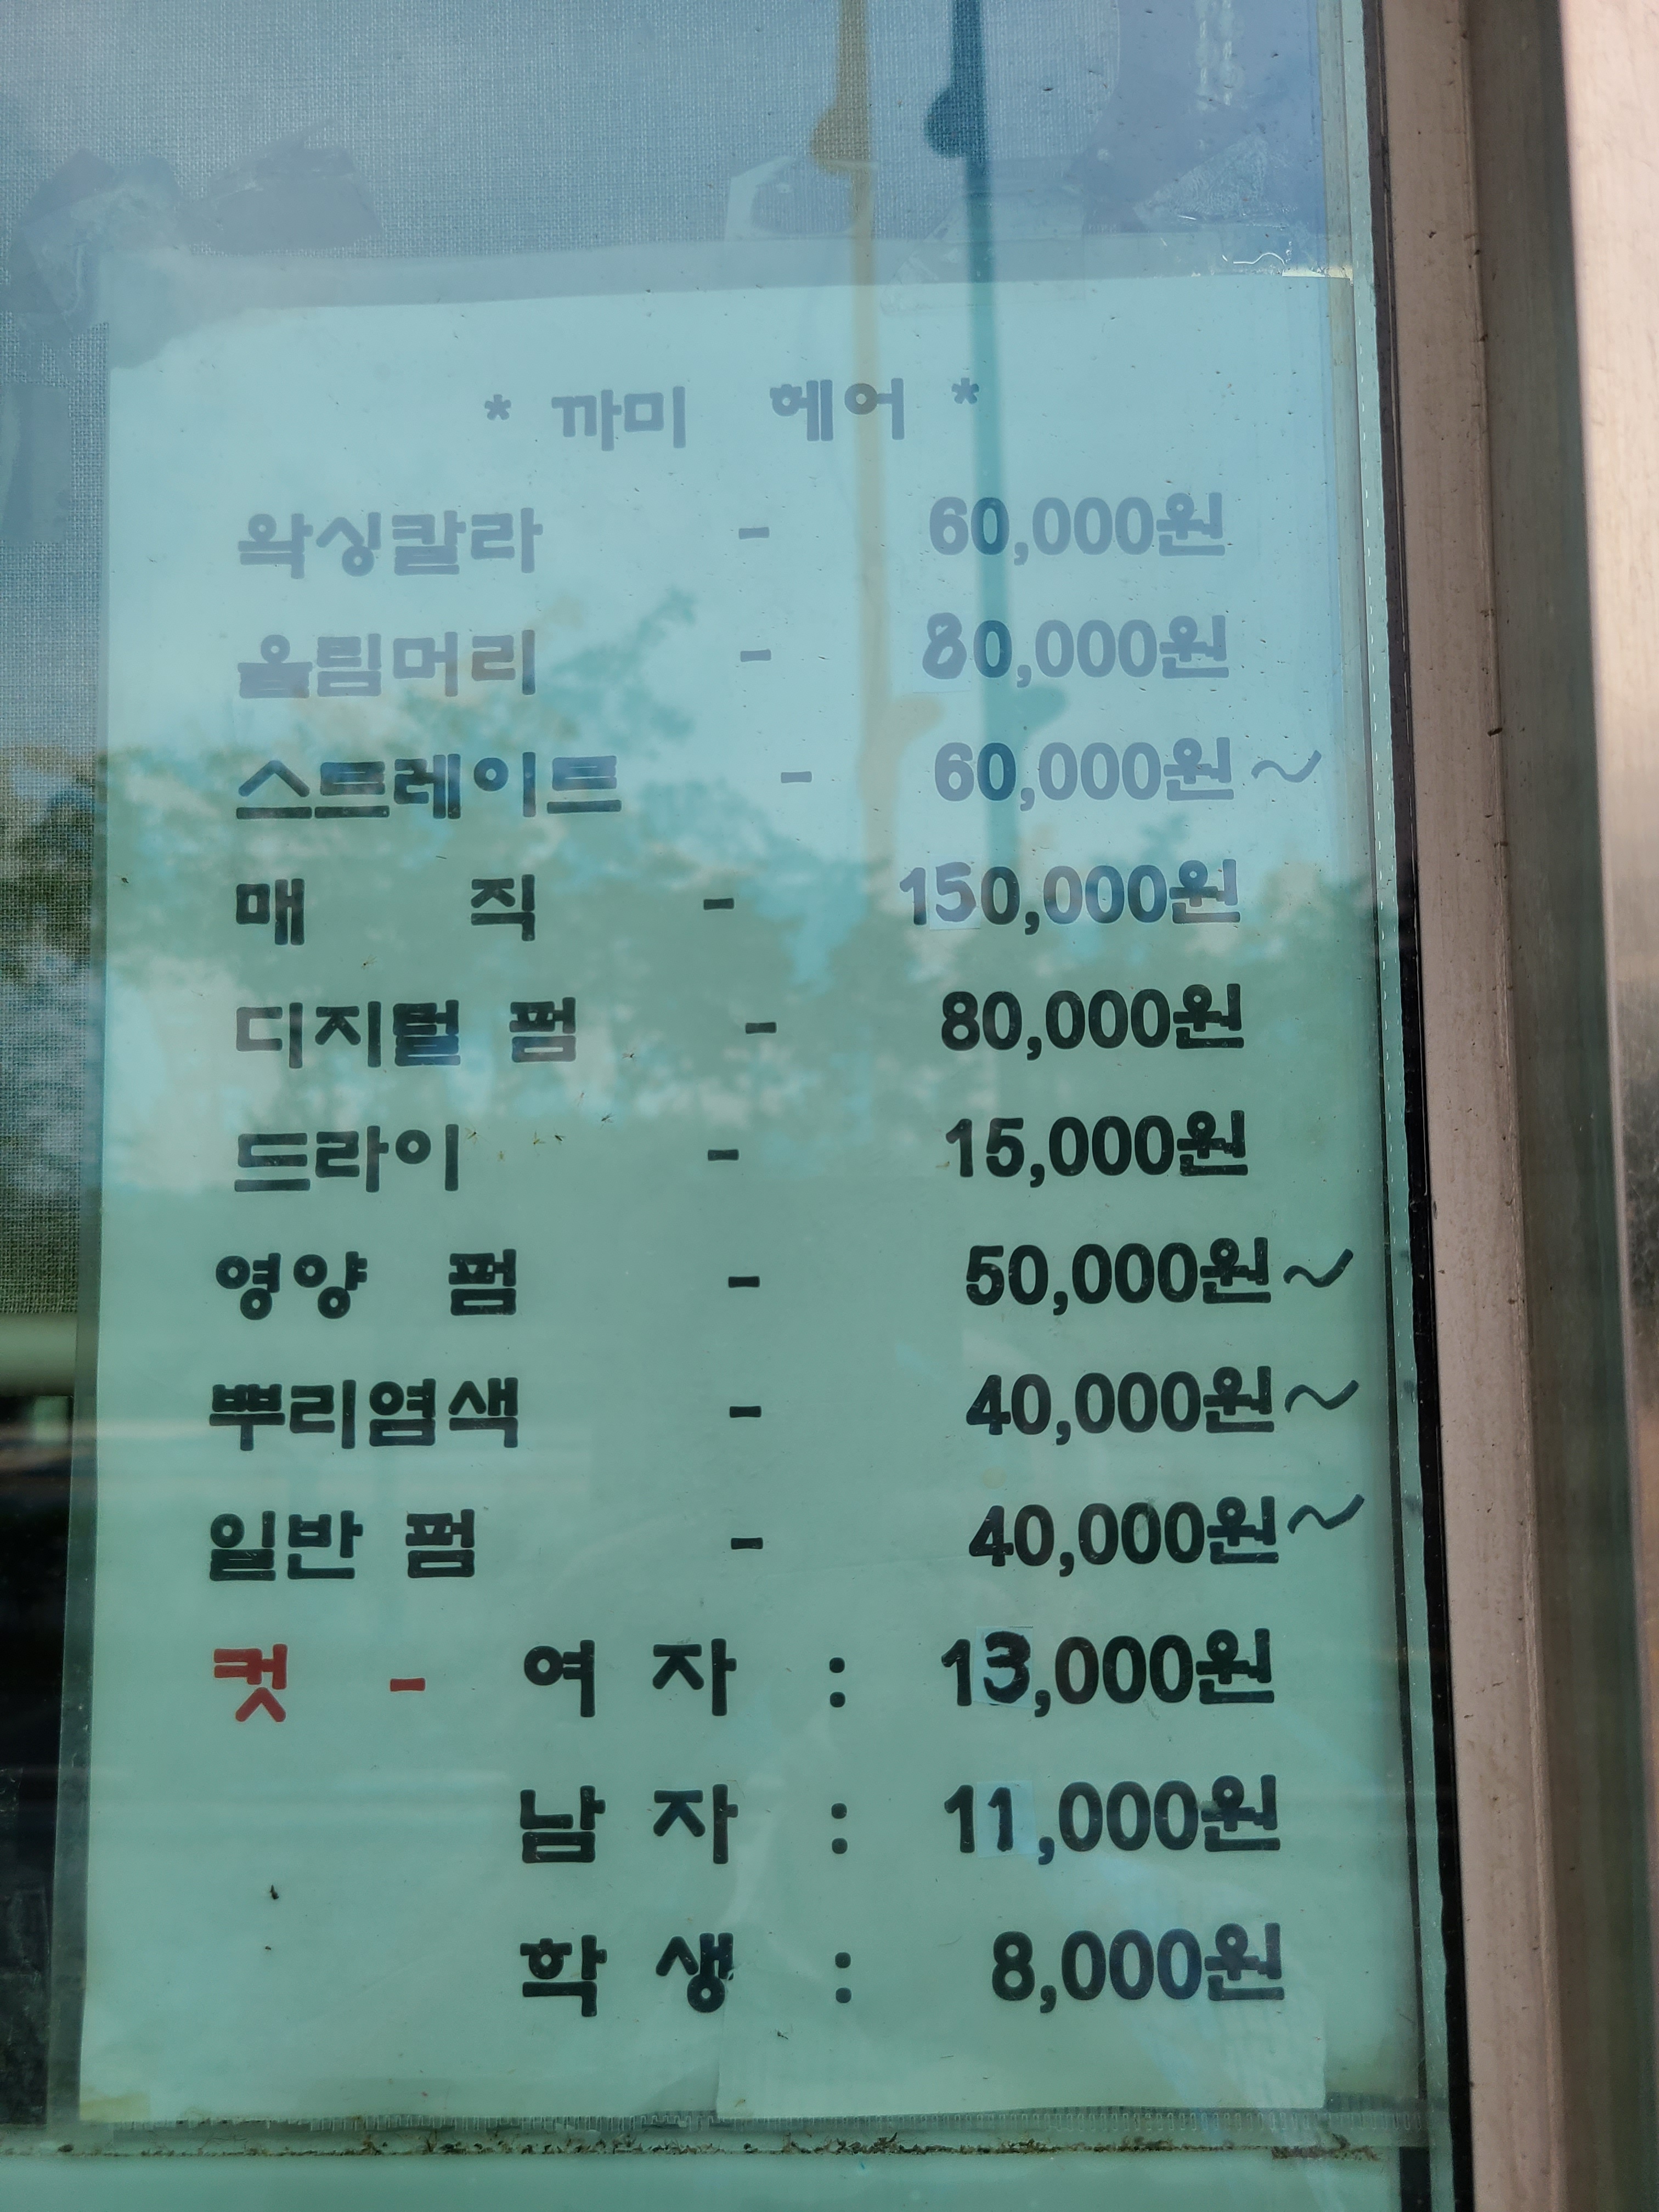 * 까미 헤어 *
왁싱칼라 - 60,000원
올림머리 - 80,000원
스트레이트 - 60,000원~
매 직 - 150,000원
디지털 펌 - 80,000원
드라이 - 15,000원
영양 펌 - 50,000원~
뿌리염색 - 40,000원~
일반 펌 - 40,000원~
컷 - 여 자 : 13,000원
남 자 : 11,000원
학 생 : 8,000원